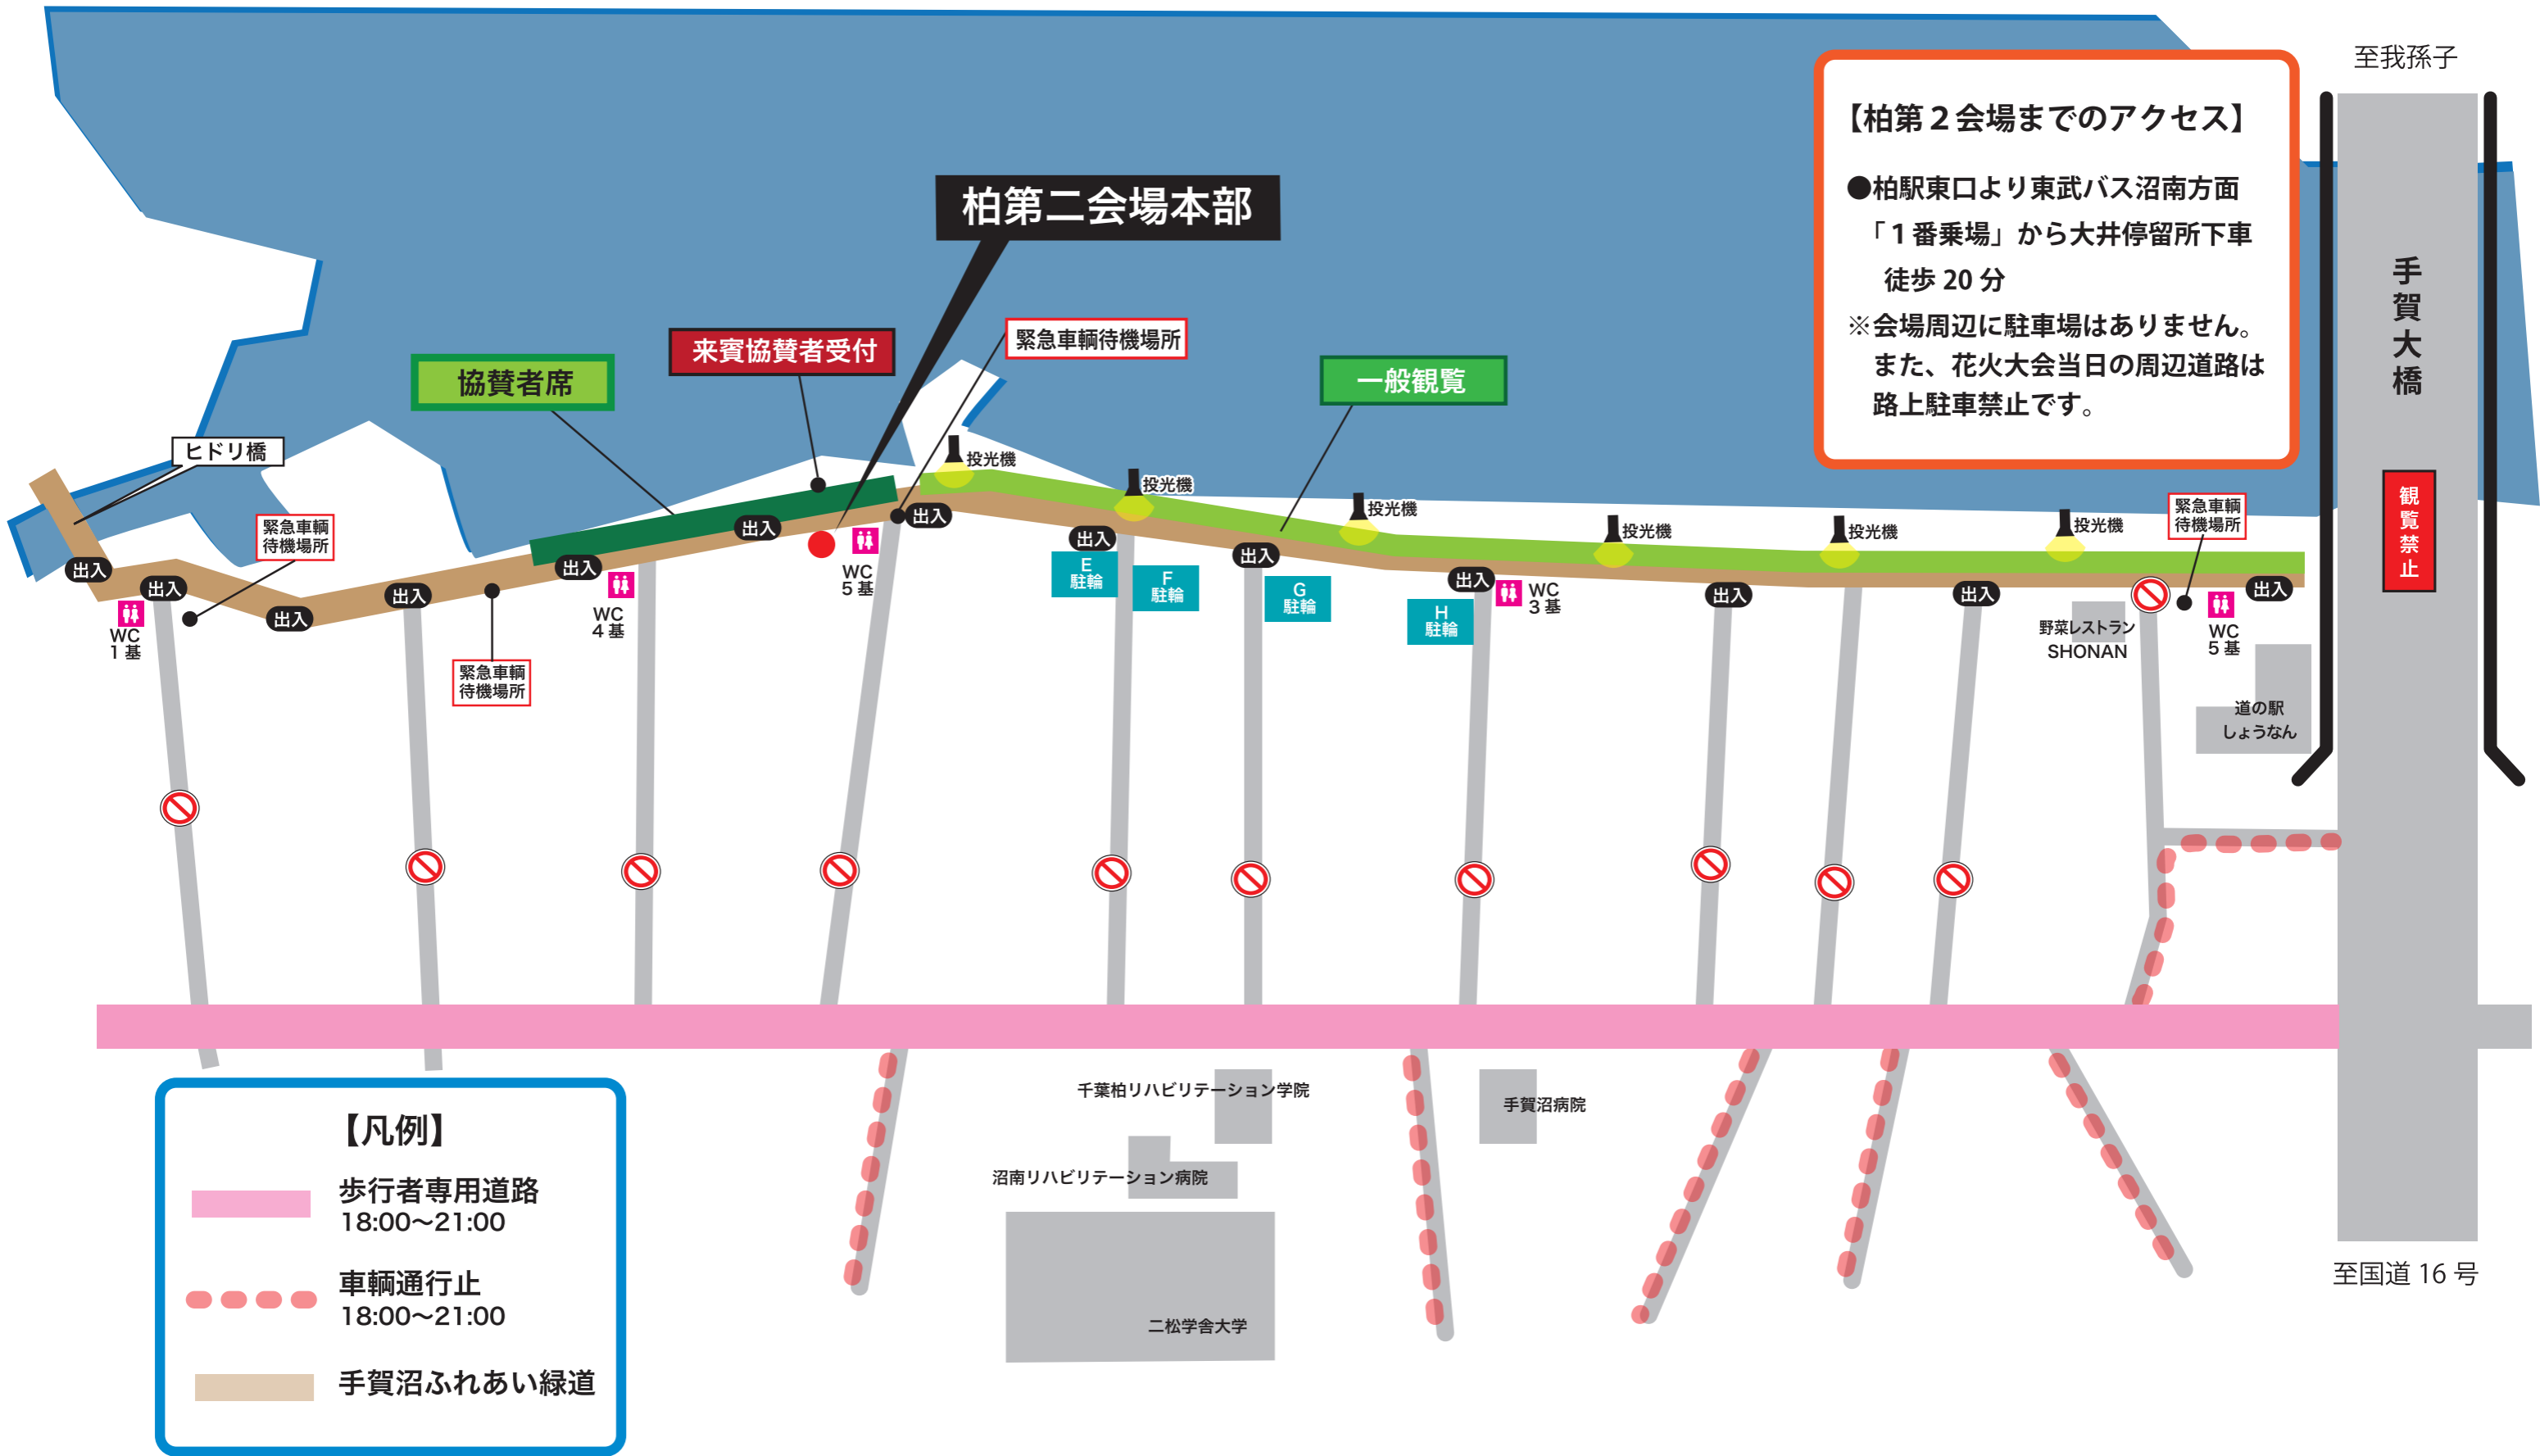 至我孫子
【柏第２会場までのアクセス】
●柏駅東口より東武バス沼南方面
「１番乗場」から大井停留所下車
徒歩 20 分
※会場周辺に駐車場はありません。
また、花火大会当日の周辺道路は
路上駐車禁止です。
手賀大橋
観覧禁止
柏第二会場本部
来賓協賛者受付
緊急車輌待機場所
協賛者席
一般観覧
ヒドリ橋
投光機
投光機
投光機
投光機
投光機
投光機
緊急車輌
待機場所
緊急車輌
待機場所
緊急車輌
待機場所
出入
出入
出入
出入
出入
出入
出入
出入
出入
出入
出入
出入
出入
WC
1 基
WC
4 基
WC
5 基
E
駐輪
F
駐輪
G
駐輪
H
駐輪
WC
3 基
野菜レストラン
SHONAN
WC
5 基
道の駅
しょうなん
千葉柏リハビリテーション学院
手賀沼病院
沼南リハビリテーション病院
二松学舎大学
至国道 16 号
【凡例】
歩行者専用道路
18:00〜21:00
車輌通行止
18:00〜21:00
手賀沼ふれあい緑道